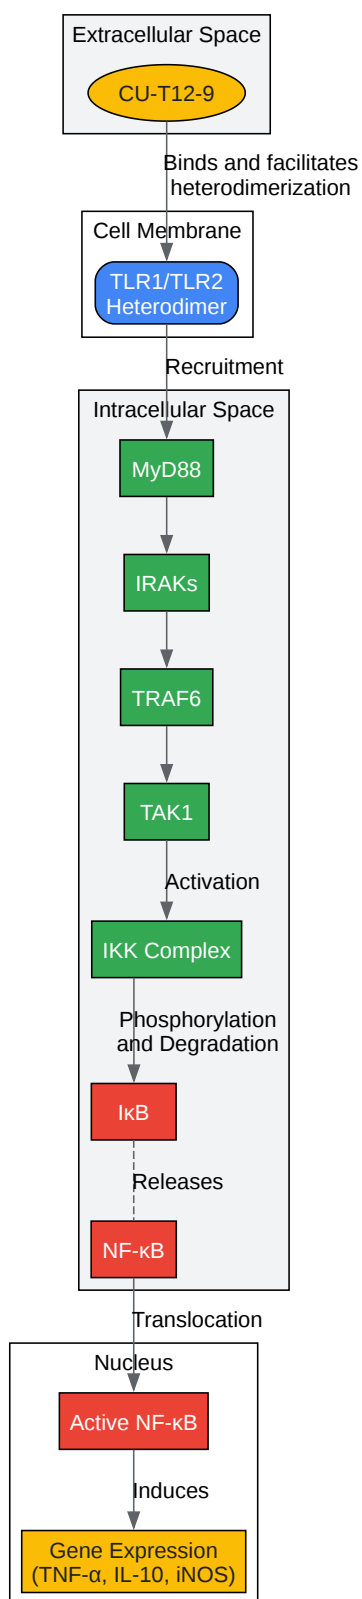 Extracellular Space
CU-T12-9
Binds and facilitates
heterodimerization
Cell Membrane
TLR1/TLR2
Heterodimer
Recruitment
Intracellular Space
MyD88
IRAKs
TRAF6
TAK1
Activation
IKK Complex
Phosphorylation
and Degradation
IκB
Releases
NF-κB
Translocation
Nucleus
Active NF-κB
Induces
Gene Expression
(TNF-α, IL-10, iNOS)